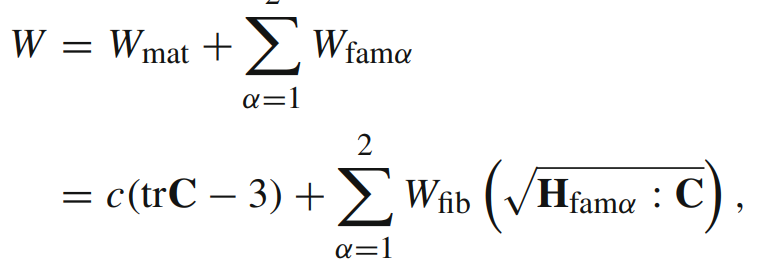 W = W_mat + ∑_{α=1}^{2} W_famα
= c(trC − 3) + ∑_{α=1}^{2} W_fib (√(H_famα : C)) ,